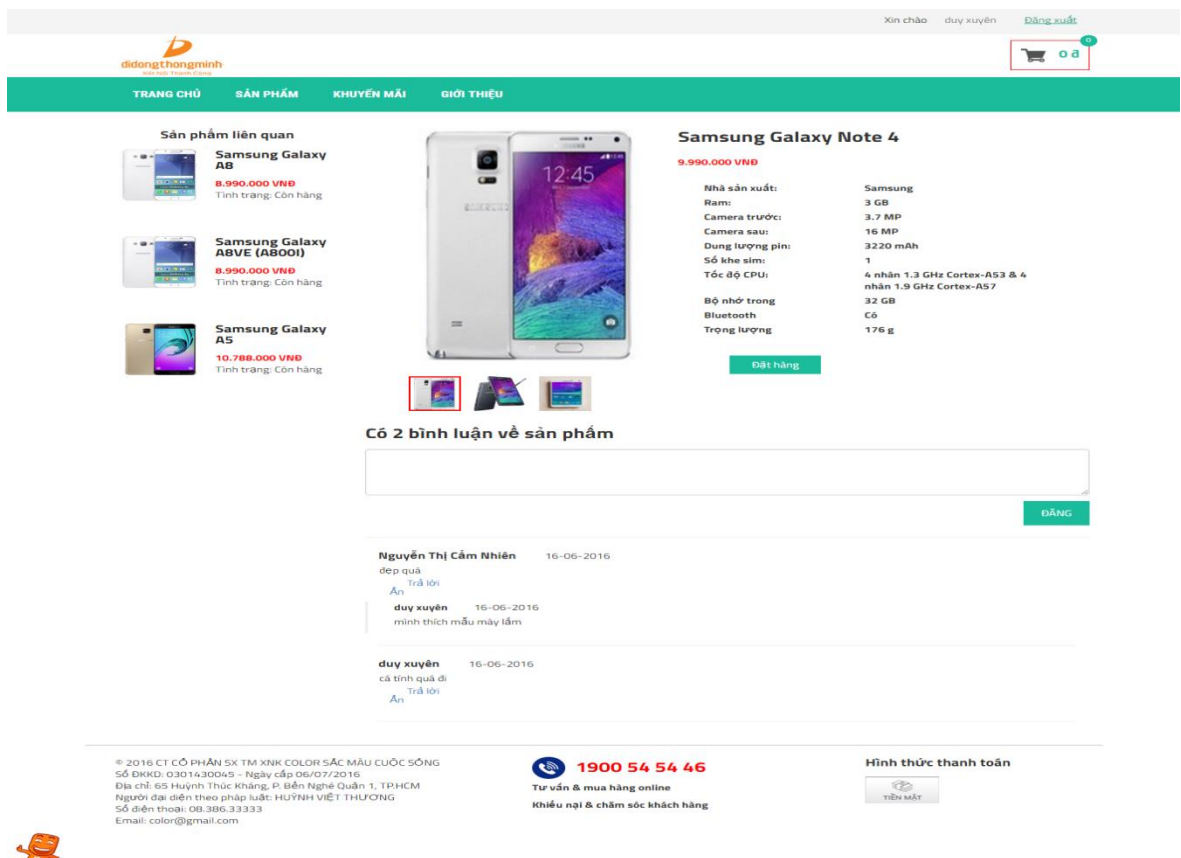 Xin chào duy xuyên Đăng xuất
didongthongminh
Kết Nối Thành Công
0
0 đ
TRANG CHỦ SẢN PHẨM KHUYẾN MÃI GIỚI THIỆU
Sản phẩm liên quan
Samsung Galaxy
A8
8.990.000 VNĐ
Tình trạng: Còn hàng
Samsung Galaxy
A8VE (A800I)
8.990.000 VNĐ
Tình trạng: Còn hàng
Samsung Galaxy
A5
10.788.000 VNĐ
Tình trạng: Còn hàng
SAMSUNG
12:45
Samsung Galaxy Note 4
9.990.000 VNĐ
Nhà sản xuất: Samsung
Ram: 3 GB
Camera trước: 3.7 MP
Camera sau: 16 MP
Dung lượng pin: 3220 mAh
Số khe sim: 1
Tốc độ CPU: 4 nhân 1.3 GHz Cortex-A53 & 4
nhân 1.9 GHz Cortex-A57
Bộ nhớ trong 32 GB
Bluetooth Có
Trọng lượng 176 g
Đặt hàng
Có 2 bình luận về sản phẩm
ĐĂNG
Nguyễn Thị Cẩm Nhiên 16-06-2016
đẹp quá
Trả lời
Ẩn
duy xuyên 16-06-2016
mình thích mẫu mày lắm
duy xuyên 16-06-2016
cá tính quá đi
Trả lời
Ẩn
© 2016 CT CỔ PHẦN SX TM XNK COLOR SẮC MÀU CUỘC SỐNG
Số ĐKKD: 0301430045 - Ngày cấp 06/07/2016
Địa chỉ: 65 Huỳnh Thúc Kháng, P. Bến Nghé Quận 1, TP.HCM
Người đại diện theo pháp luật: HUỲNH VIỆT THƯƠNG
Số điện thoại: 08.386.33333
Email: color@gmail.com
1900 54 54 46
Tư vấn & mua hàng online
Khiếu nại & chăm sóc khách hàng
Hình thức thanh toán
TIỀN MẶT